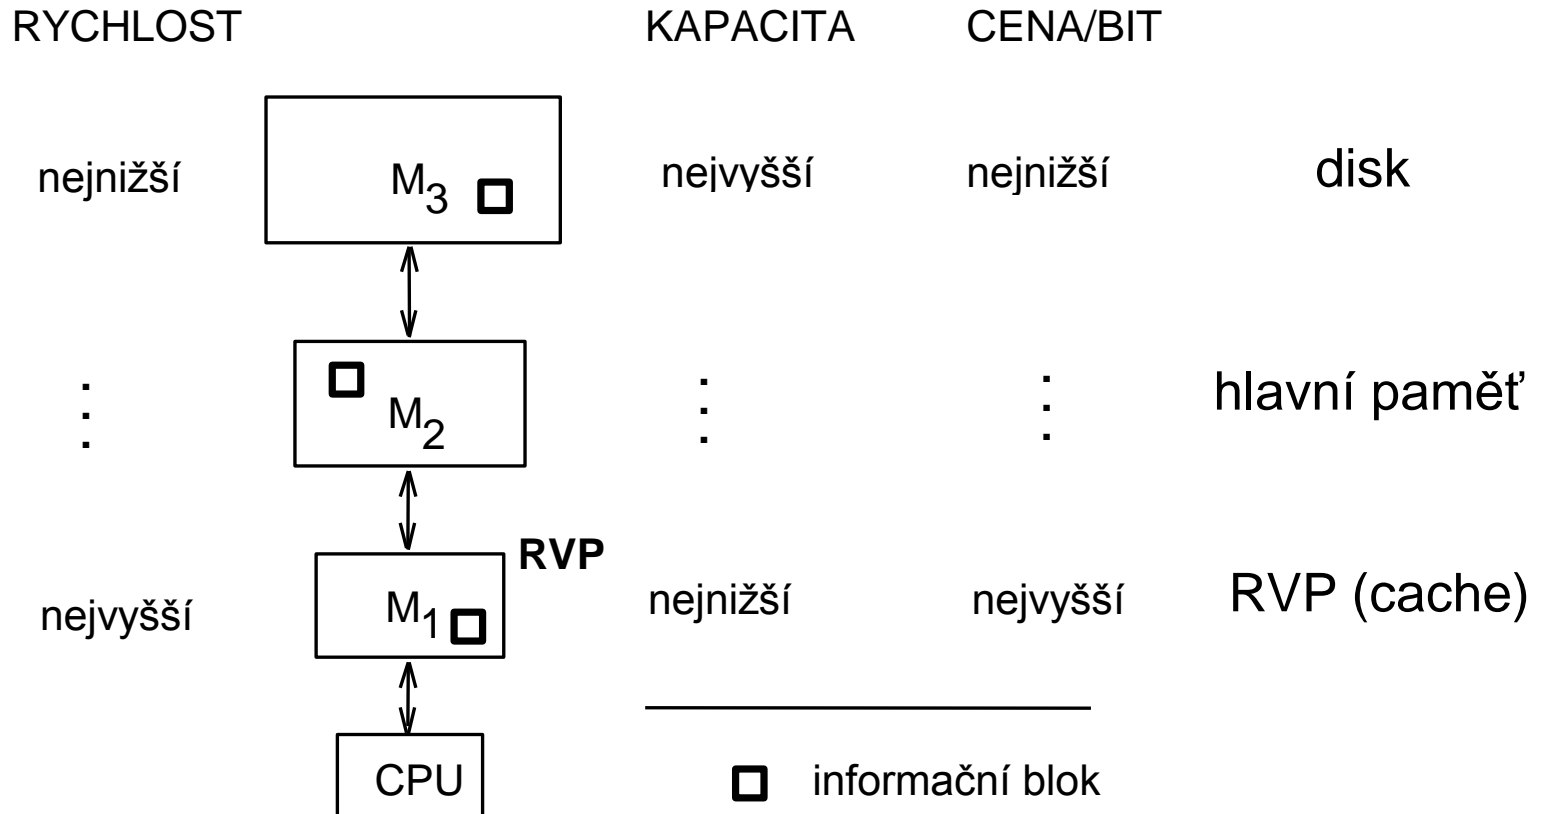 RYCHLOST KAPACITA CENA/BIT
nejnižší M3 nejvyšší nejnižší disk
. . .
. M2 . . hlavní paměť
. . .
RVP
nejvyšší M1 nejnižší nejvyšší RVP (cache)
CPU informační blok